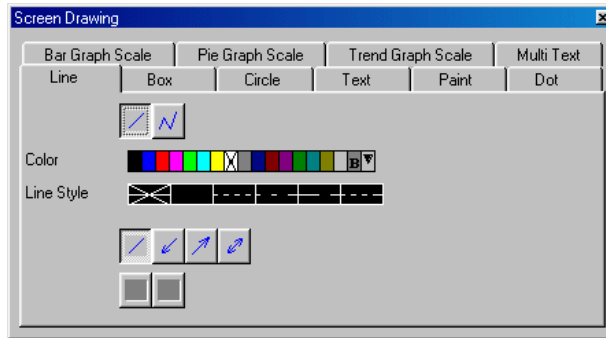 Screen Drawing
Bar Graph Scale Pie Graph Scale Trend Graph Scale Multi Text
Line Box Circle Text Paint Dot
Color B
Line Style